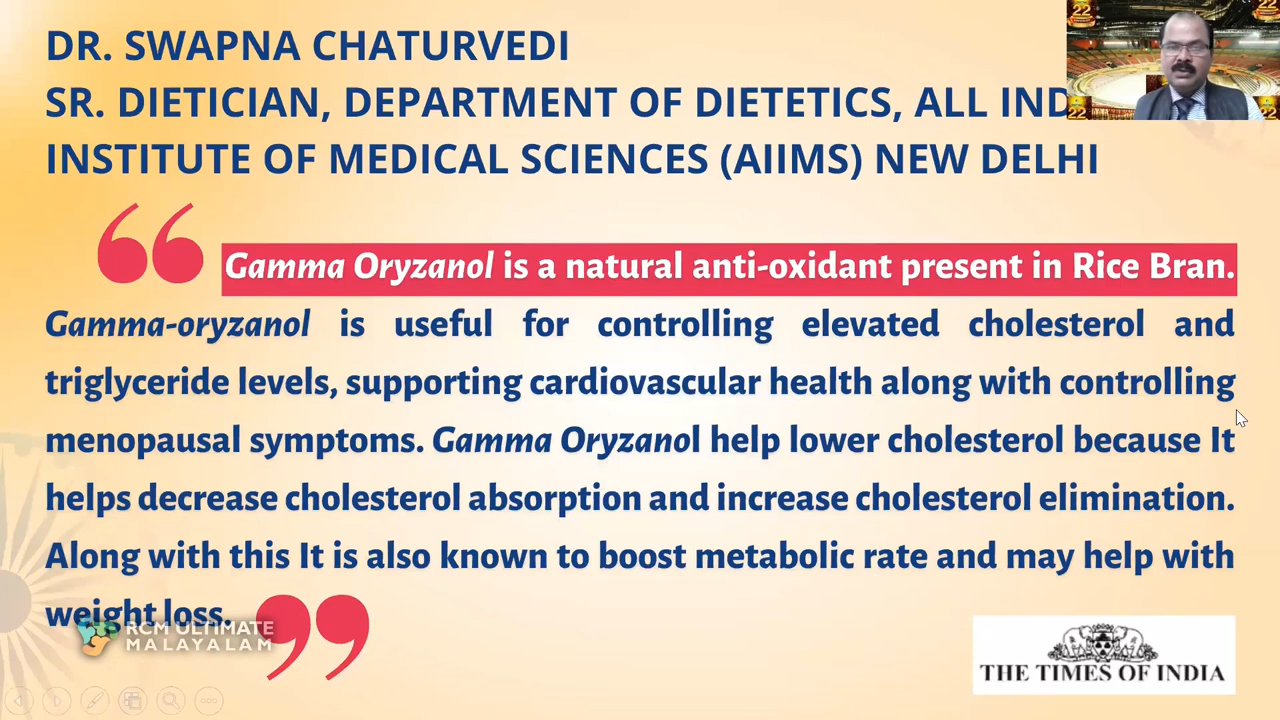 DR. SWAPNA CHATURVEDI
SR. DIETICIAN, DEPARTMENT OF DIETETICS, ALL IND
INSTITUTE OF MEDICAL SCIENCES (AIIMS) NEW DELHI
22 22
22 22
“ Gamma Oryzanol is a natural anti-oxidant present in Rice Bran.
Gamma-oryzanol is useful for controlling elevated cholesterol and
triglyceride levels, supporting cardiovascular health along with controlling
menopausal symptoms. Gamma Oryzanol help lower cholesterol because It
helps decrease cholesterol absorption and increase cholesterol elimination.
Along with this It is also known to boost metabolic rate and may help with
weight loss. ”
RCM ULTIMATE
MALAYALAM
THE TIMES OF INDIA